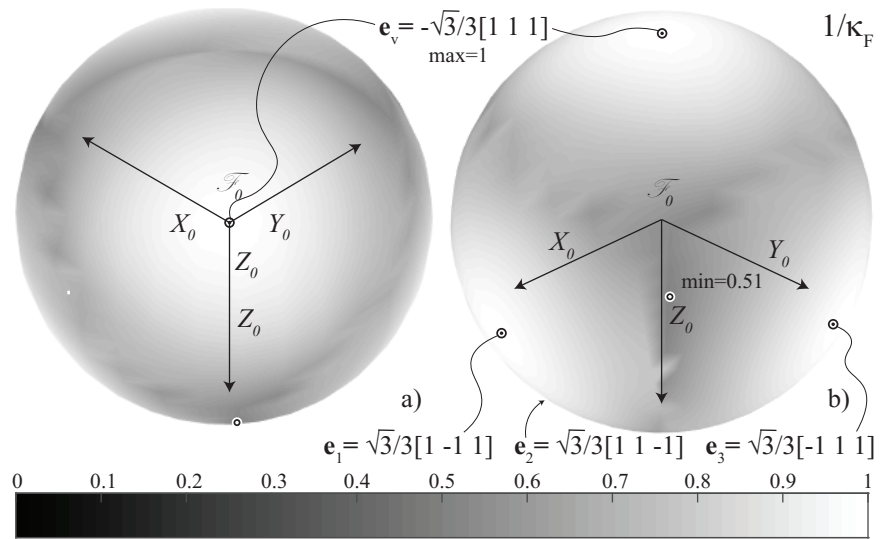 e_v = -√3/3[1 1 1]
max=1
1/κ_F
ℱ_0
X_0
Y_0
Z_0
Z_0
a)
ℱ_0
X_0
Y_0
min=0.51
Z_0
b)
e_1= √3/3[1 -1 1]
e_2= √3/3[1 1 -1]
e_3= √3/3[-1 1 1]
0 0.1 0.2 0.3 0.4 0.5 0.6 0.7 0.8 0.9 1